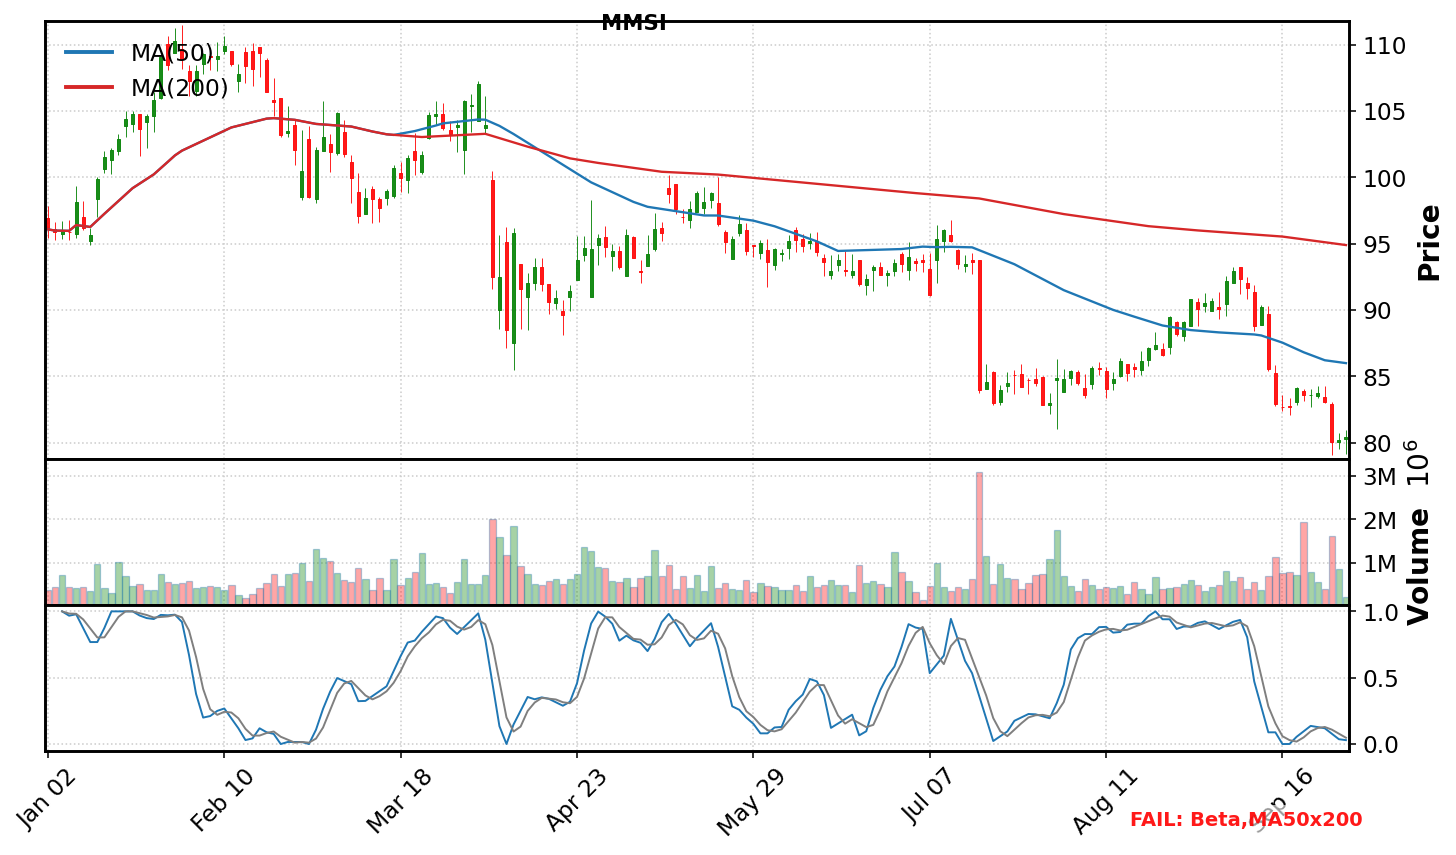 MMSI
MA(50)
MA(200)
110
105
100
95
90
85
80
Price
3M
2M
1M
Volume 10⁶
1.0
0.5
0.0
Jan 02
Feb 10
Mar 18
Apr 23
May 29
Jul 07
Aug 11
Sep 16
FAIL: Beta,MA50x200